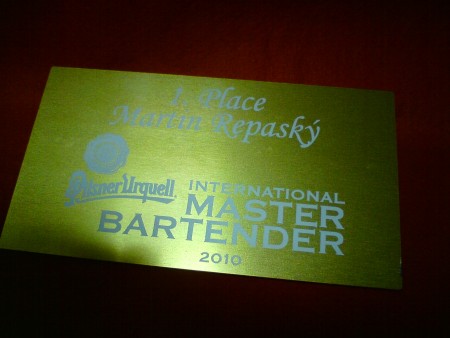 1. Place
Martin Repaský
Pilsner Urquell
INTERNATIONAL
MASTER
BARTENDER
2010